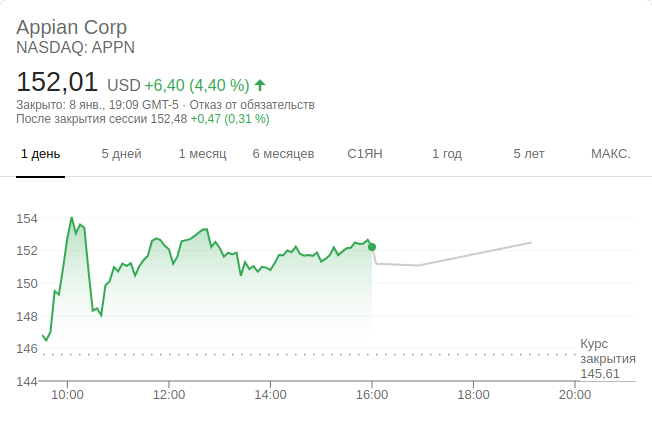 Appian Corp
NASDAQ: APPN
152,01 USD +6,40 (4,40 %)
Закрыто: 8 янв., 19:09 GMT-5 · Отказ от обязательств
После закрытия сессии 152,48 +0,47 (0,31 %)
1 день 5 дней 1 месяц 6 месяцев С1ЯН 1 год 5 лет МАКС.
154
152
150
148
146
144
Курс
закрытия
145,61
10:00 12:00 14:00 16:00 18:00 20:00